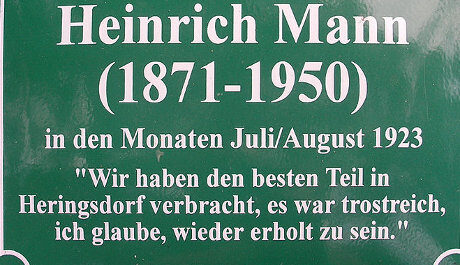 Heinrich Mann
(1871-1950)
in den Monaten Juli/August 1923
"Wir haben den besten Teil in
Heringsdorf verbracht, es war trostreich,
ich glaube, wieder erholt zu sein."